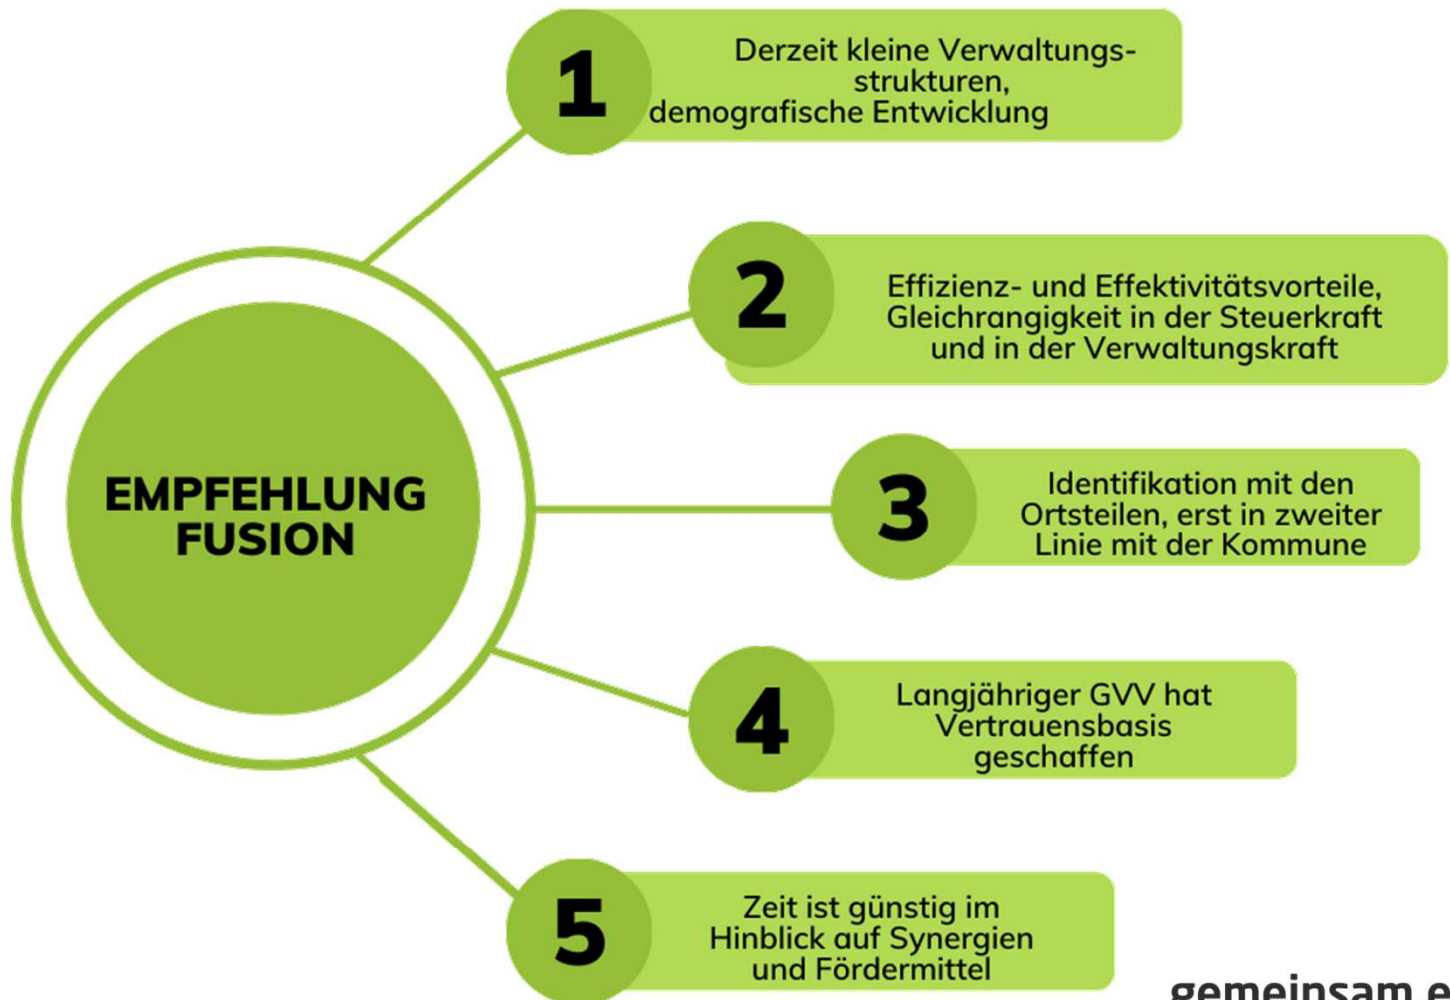 1
Derzeit kleine Verwaltungs-
strukturen,
demografische Entwicklung
2
Effizienz- und Effektivitätsvorteile,
Gleichrangigkeit in der Steuerkraft
und in der Verwaltungskraft
EMPFEHLUNG
FUSION
3
Identifikation mit den
Ortsteilen, erst in zweiter
Linie mit der Kommune
4
Langjähriger GVV hat
Vertrauensbasis
geschaffen
5
Zeit ist günstig im
Hinblick auf Synergien
und Fördermittel
gemeinsam